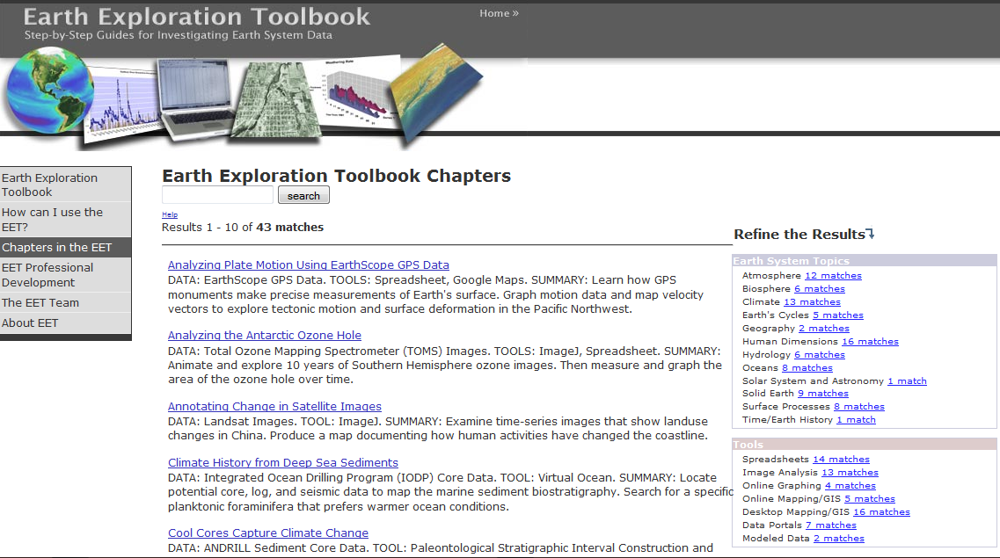 Earth Exploration Toolbook
Home »
Step-by-Step Guides for Investigating Earth System Data
Earth Exploration
Toolbook
How can I use the
EET?
Chapters in the EET
EET Professional
Development
The EET Team
About EET
Earth Exploration Toolbook Chapters
search
Help
Results 1 - 10 of 43 matches
Analyzing Plate Motion Using EarthScope GPS Data
DATA: EarthScope GPS Data. TOOLS: Spreadsheet, Google Maps. SUMMARY: Learn how GPS
monuments make precise measurements of Earth's surface. Graph motion data and map velocity
vectors to explore tectonic motion and surface deformation in the Pacific Northwest.
Analyzing the Antarctic Ozone Hole
DATA: Total Ozone Mapping Spectrometer (TOMS) Images. TOOLS: ImageJ, Spreadsheet. SUMMARY:
Animate and explore 10 years of Southern Hemisphere ozone images. Then measure and graph the
area of the ozone hole over time.
Annotating Change in Satellite Images
DATA: Landsat Images. TOOL: ImageJ. SUMMARY: Examine time-series images that show landuse
changes in China. Produce a map documenting how human activities have changed the coastline.
Climate History from Deep Sea Sediments
DATA: Integrated Ocean Drilling Program (IODP) Core Data. TOOL: Virtual Ocean. SUMMARY: Locate
potential core, log, and seismic data to map the marine sediment biostratigraphy. Search for a specific
planktonic foraminifera that prefers warmer ocean conditions.
Cool Cores Capture Climate Change
DATA: ANDRILL Sediment Core Data. TOOL: Paleontological Stratigraphic Interval Construction and
Refine the Results
Earth System Topics
Atmosphere 12 matches
Biosphere 6 matches
Climate 13 matches
Earth's Cycles 5 matches
Geography 2 matches
Human Dimensions 16 matches
Hydrology 6 matches
Oceans 8 matches
Solar System and Astronomy 1 match
Solid Earth 9 matches
Surface Processes 8 matches
Time/Earth History 1 match
Tools
Spreadsheets 14 matches
Image Analysis 13 matches
Online Graphing 4 matches
Online Mapping/GIS 5 matches
Desktop Mapping/GIS 16 matches
Data Portals 7 matches
Modeled Data 2 matches